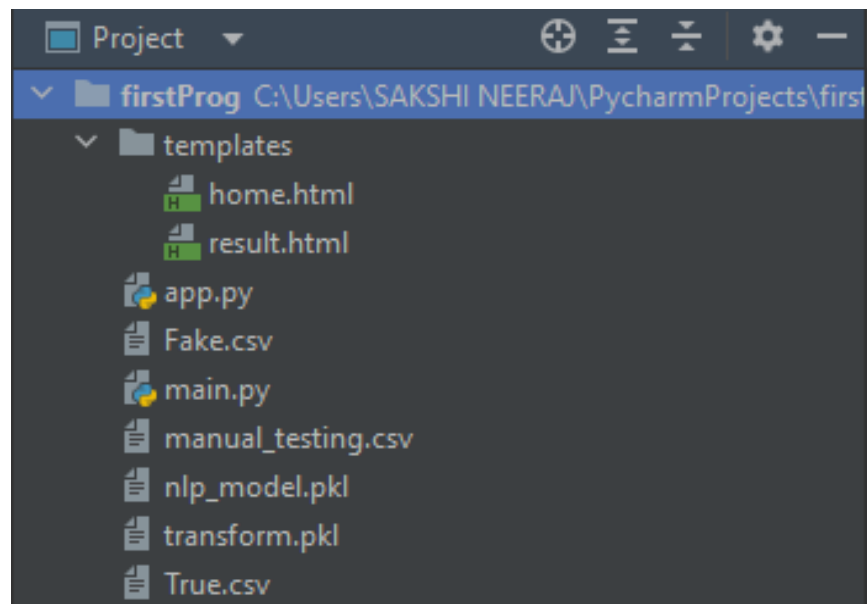 Project
firstProg C:\Users\SAKSHI NEERAJ\PycharmProjects\first
templates
H home.html
H result.html
app.py
Fake.csv
main.py
manual_testing.csv
nlp_model.pkl
transform.pkl
True.csv